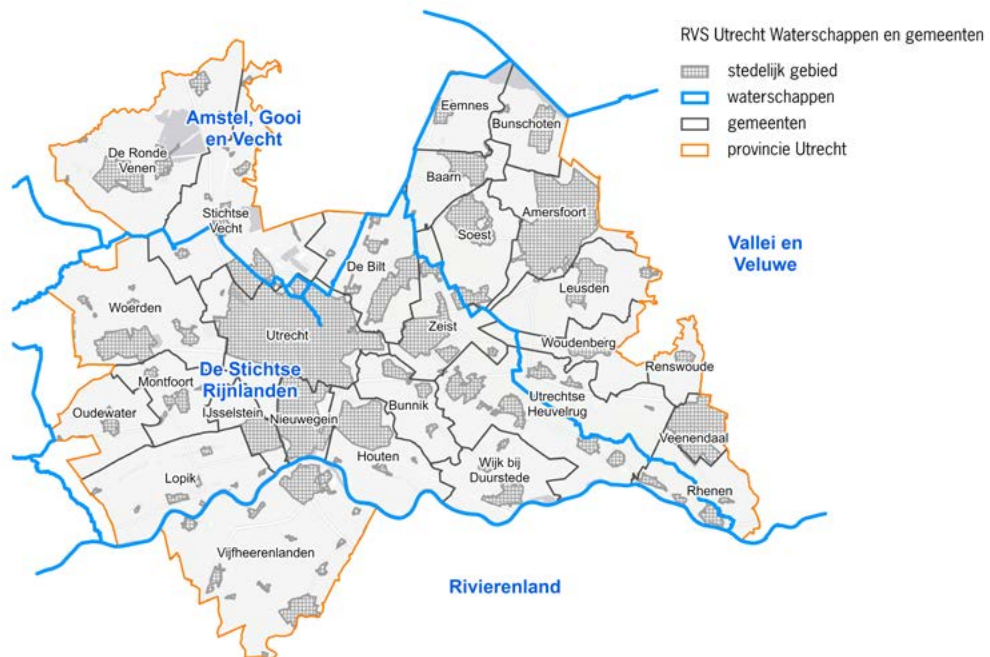 RVS Utrecht Waterschappen en gemeenten
stedelijk gebied
waterschappen
gemeenten
provincie Utrecht
Eemnes
Bunschoten
Amstel, Gooi
en Vecht
De Ronde
Venen
Baarn
Stichtse
Vecht
Soest
Amersfoort
Vallei en
Veluwe
De Bilt
Leusden
Woerden
Utrecht
Zeist
Woudenberg
Renswoude
De Stichtse
Rijnlanden
Montfoort
Oudewater
IJsselstein
Nieuwegein
Bunnik
Utrechtse
Heuvelrug
Veenendaal
Houten
Wijk bij
Duurstede
Lopik
Rhenen
Vijfheerenlanden
Rivierenland